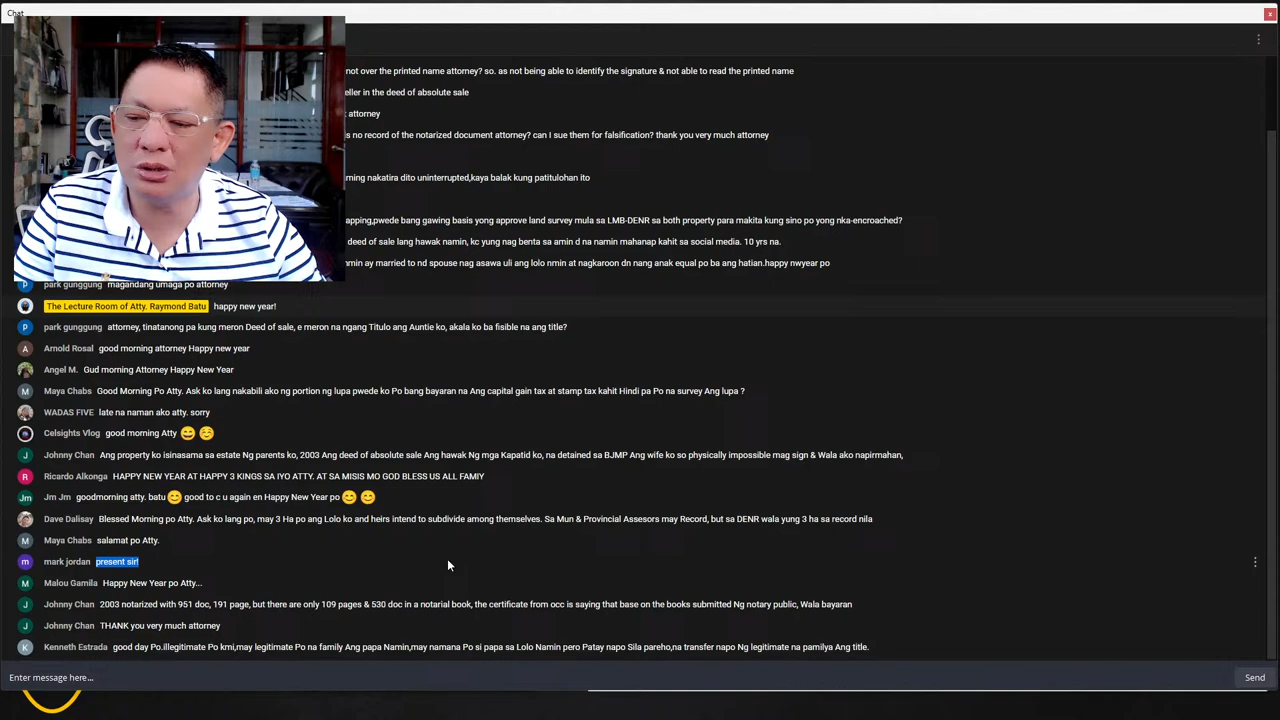 Chat
not over the printed name attorney? so. as not being able to identify the signature & not able to read the printed name
eller in the deed of absolute sale
attorney
s no record of the notarized document attorney? can I sue them for falsification? thank you very much attorney
ming nakatira dito uninterrupted,kaya balak kung patitulohan ito
apping,pwede bang gawing basis yong approve land survey mula sa LMB-DENR sa both property para makita kung sino po yong nka-encroached?
deed of sale lang hawak namin, kc yung nag benta sa amin d na namin mahanap kahit sa social media. 10 yrs na.
nmin ay married to nd spouse nag asawa uli ang lolo nmin at nagkaroon dn nang anak equal po ba ang hatian.happy nwyear po
P park gunggung magandang umaga po attorney
The Lecture Room of Atty. Raymond Batu happy new year!
P park gunggung attorney, tinatanong pa kung meron Deed of sale, e meron na ngang Titulo ang Auntie ko, akala ko ba fisible na ang title?
A Arnold Rosal good morning attorney Happy new year
Angel M. Gud morning Attorney Happy New Year
M Maya Chabs Good Morning Po Atty. Ask ko lang nakabili ako ng portion ng lupa pwede ko Po bang bayaran na Ang capital gain tax at stamp tax kahit Hindi pa Po na survey Ang lupa ?
WADAS FIVE late na naman ako atty. sorry
Celsights Vlog good morning Atty 😄 ☺️
J Johnny Chan Ang property ko isinasama sa estate Ng parents ko, 2003 Ang deed of absolute sale Ang hawak Ng mga Kapatid ko, na detained sa BJMP Ang wife ko so physically impossible mag sign & Wala ako napirmahan,
R Ricardo Alkonga HAPPY NEW YEAR AT HAPPY 3 KINGS SA IYO ATTY. AT SA MISIS MO GOD BLESS US ALL FAMIY
Jm Jm Jm goodmorning atty. batu😊 good to c u again en Happy New Year po😊 😊
Dave Dalisay Blessed Morning po Atty. Ask ko lang po, may 3 Ha po ang Lolo ko and heirs intend to subdivide among themselves. Sa Mun & Provincial Assesors may Record, but sa DENR wala yung 3 ha sa record nila
M Maya Chabs salamat po Atty.
m mark jordan present sir!
M Malou Gamila Happy New Year po Atty...
J Johnny Chan 2003 notarized with 951 doc, 191 page, but there are only 109 pages & 530 doc in a notarial book, the certificate from occ is saying that base on the books submitted Ng notary public, Wala bayaran
J Johnny Chan THANK you very much attorney
K Kenneth Estrada good day Po.illegitimate Po kmi,may legitimate Po na family Ang papa Namin,may namana Po si papa sa Lolo Namin pero Patay napo Sila pareho,na transfer napo Ng legitimate na pamilya Ang title.
Enter message here...
Send